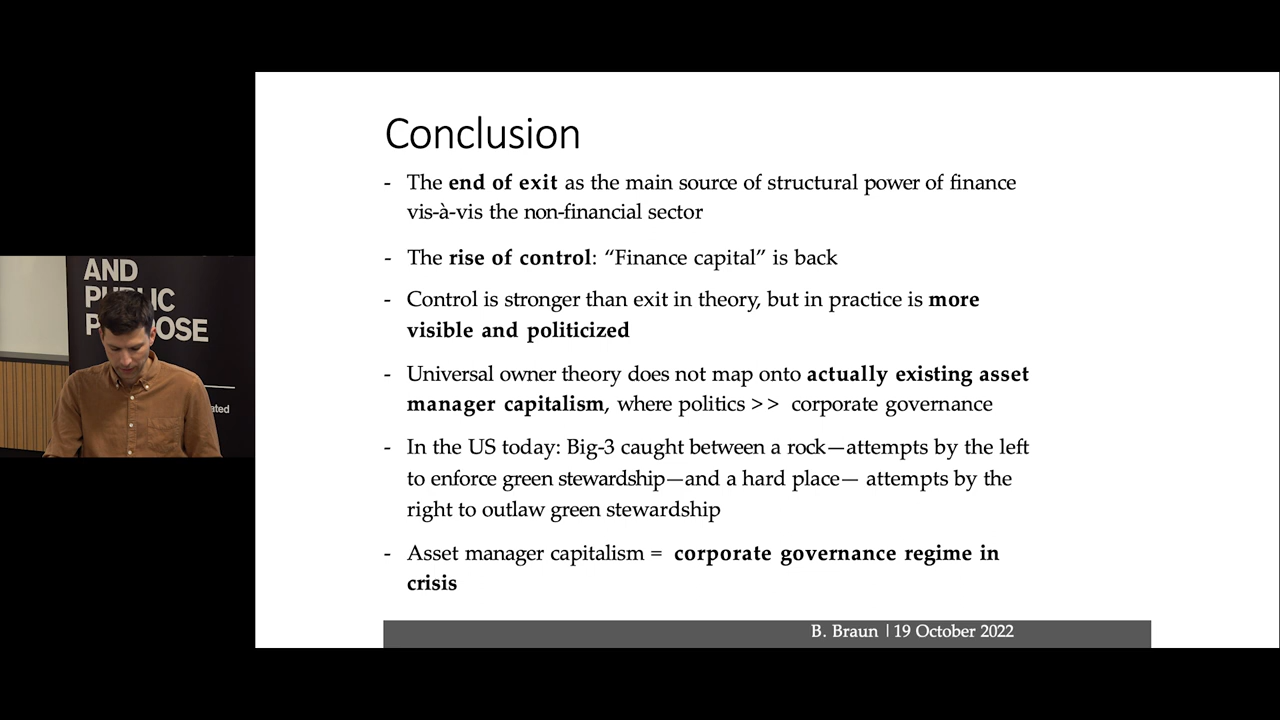 Conclusion
- The end of exit as the main source of structural power of finance
vis-à-vis the non-financial sector
- The rise of control: “Finance capital” is back
- Control is stronger than exit in theory, but in practice is more
visible and politicized
- Universal owner theory does not map onto actually existing asset
manager capitalism, where politics >> corporate governance
- In the US today: Big-3 caught between a rock—attempts by the left
to enforce green stewardship—and a hard place— attempts by the
right to outlaw green stewardship
- Asset manager capitalism = corporate governance regime in
crisis
B. Braun | 19 October 2022
AND